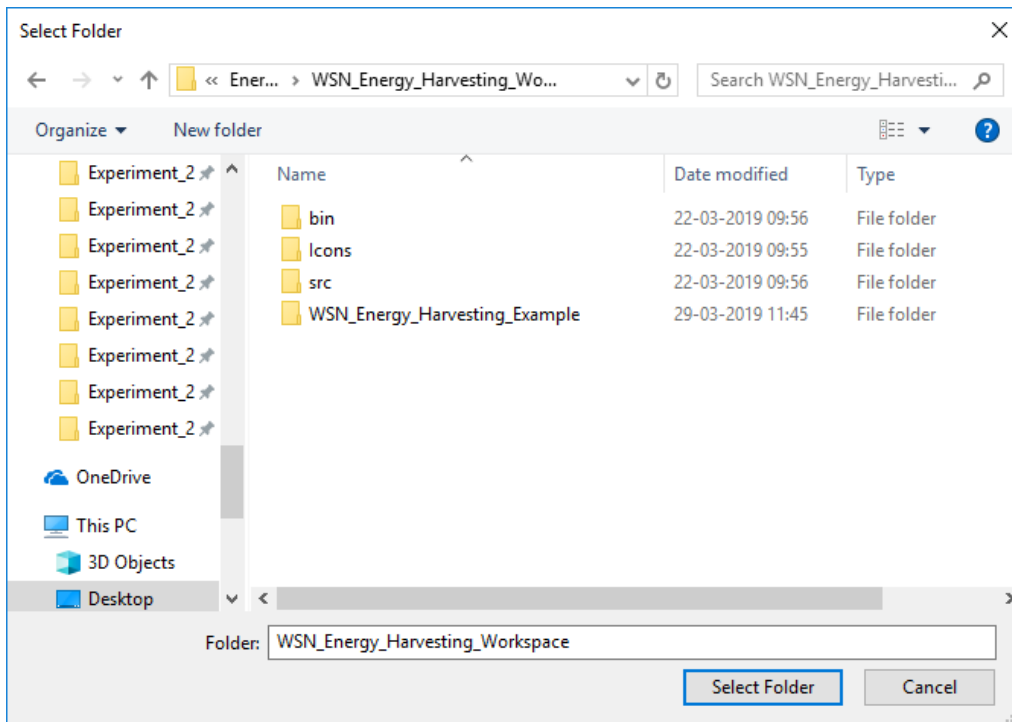 Select Folder
« Ener... › WSN_Energy_Harvesting_Wo... Search WSN_Energy_Harvesti...
Organize New folder ?
Experiment_2
Experiment_2
Experiment_2
Experiment_2
Experiment_2
Experiment_2
Experiment_2
Experiment_2
OneDrive
This PC
3D Objects
Desktop
Name Date modified Type
bin 22-03-2019 09:56 File folder
Icons 22-03-2019 09:55 File folder
src 22-03-2019 09:56 File folder
WSN_Energy_Harvesting_Example 29-03-2019 11:45 File folder
Folder: WSN_Energy_Harvesting_Workspace
Select Folder Cancel